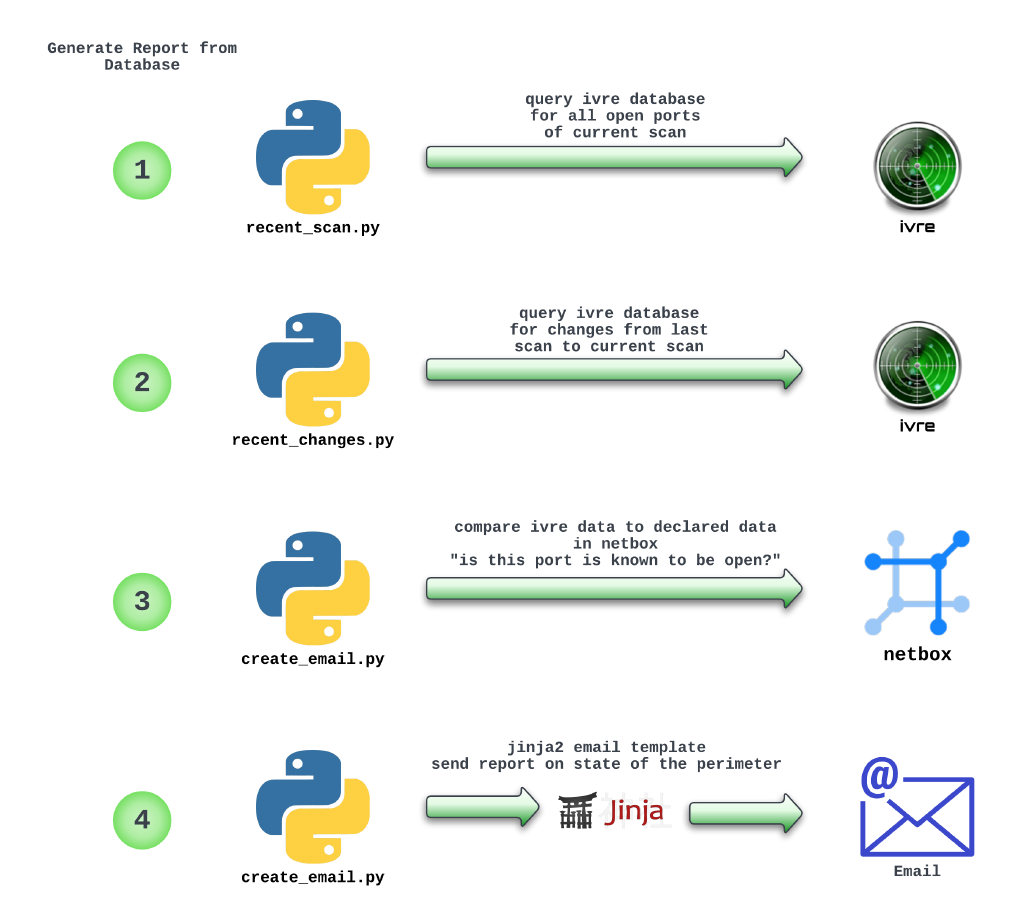 Generate Report from
Database
query ivre database
for all open ports
of current scan
1
recent_scan.py
ivre
query ivre database
for changes from last
scan to current scan
2
recent_changes.py
ivre
compare ivre data to declared data
in netbox
"is this port is known to be open?"
3
create_email.py
netbox
jinja2 email template
send report on state of the perimeter
@
4
Jinja
create_email.py
Email